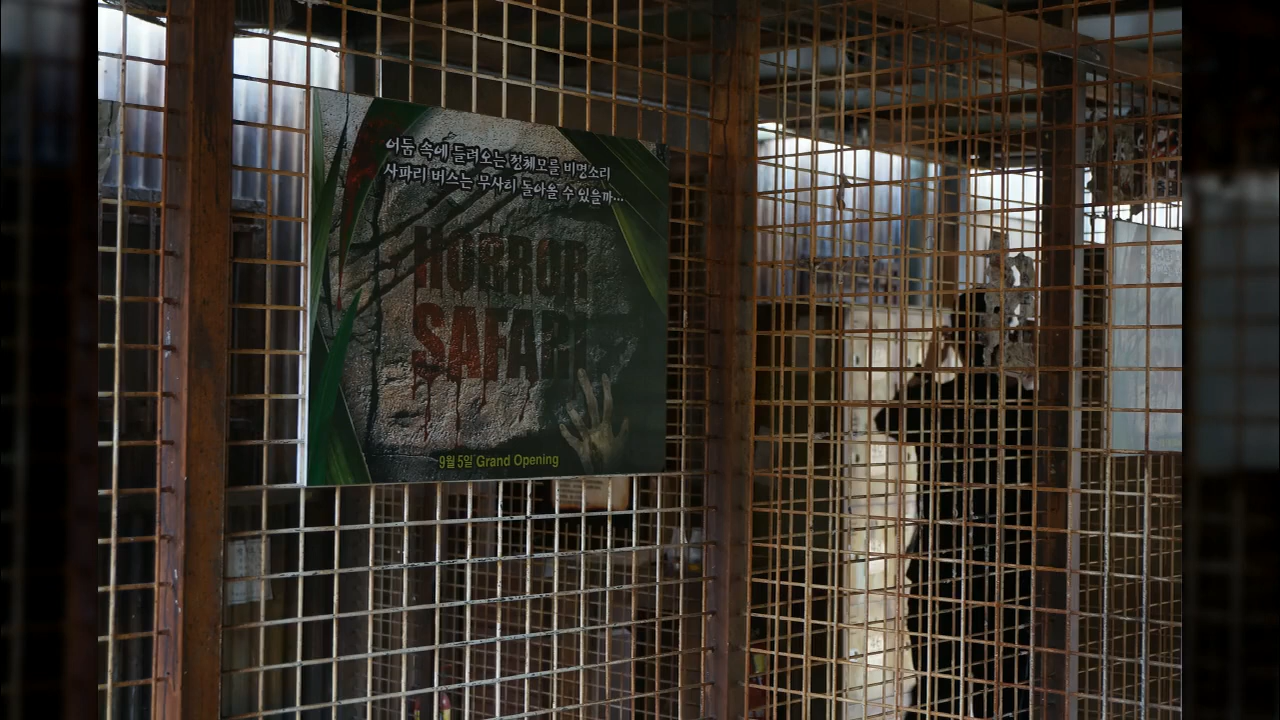 어둠 속에 들려오는 정체모를 비명소리
사파리 버스는 무사히 돌아올 수 있을까...
HORROR
SAFARI
9월 5일 Grand Opening